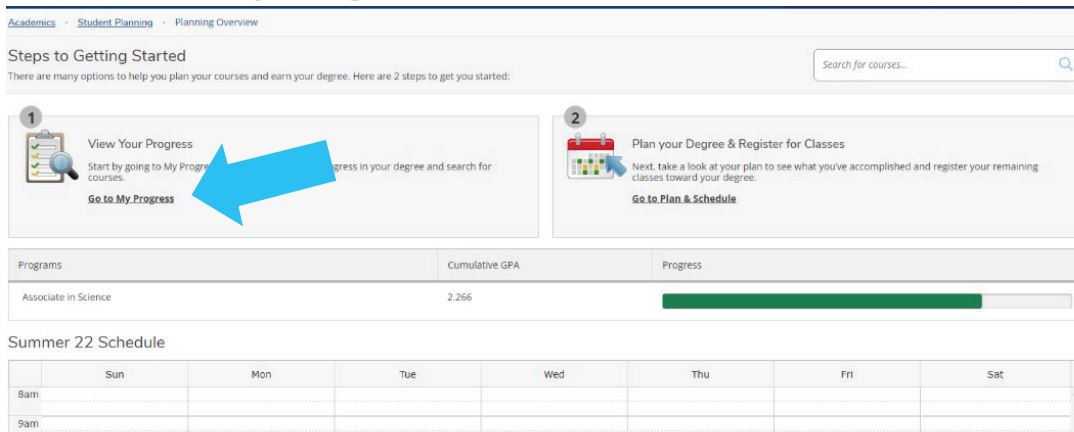 Academics · Student Planning · Planning Overview
Steps to Getting Started
There are many options to help you plan your courses and earn your degree. Here are 2 steps to get you started:
Search for courses...
1
View Your Progress
Start by going to My Progre gress in your degree and search for
courses.
Go to My Progress
2
Plan your Degree & Register for Classes
Next, take a look at your plan to see what you've accomplished and register your remaining
classes toward your degree.
Go to Plan & Schedule
Programs Cumulative GPA Progress
Associate in Science 2.266
Summer 22 Schedule
Sun Mon Tue Wed Thu Fri Sat
8am
9am